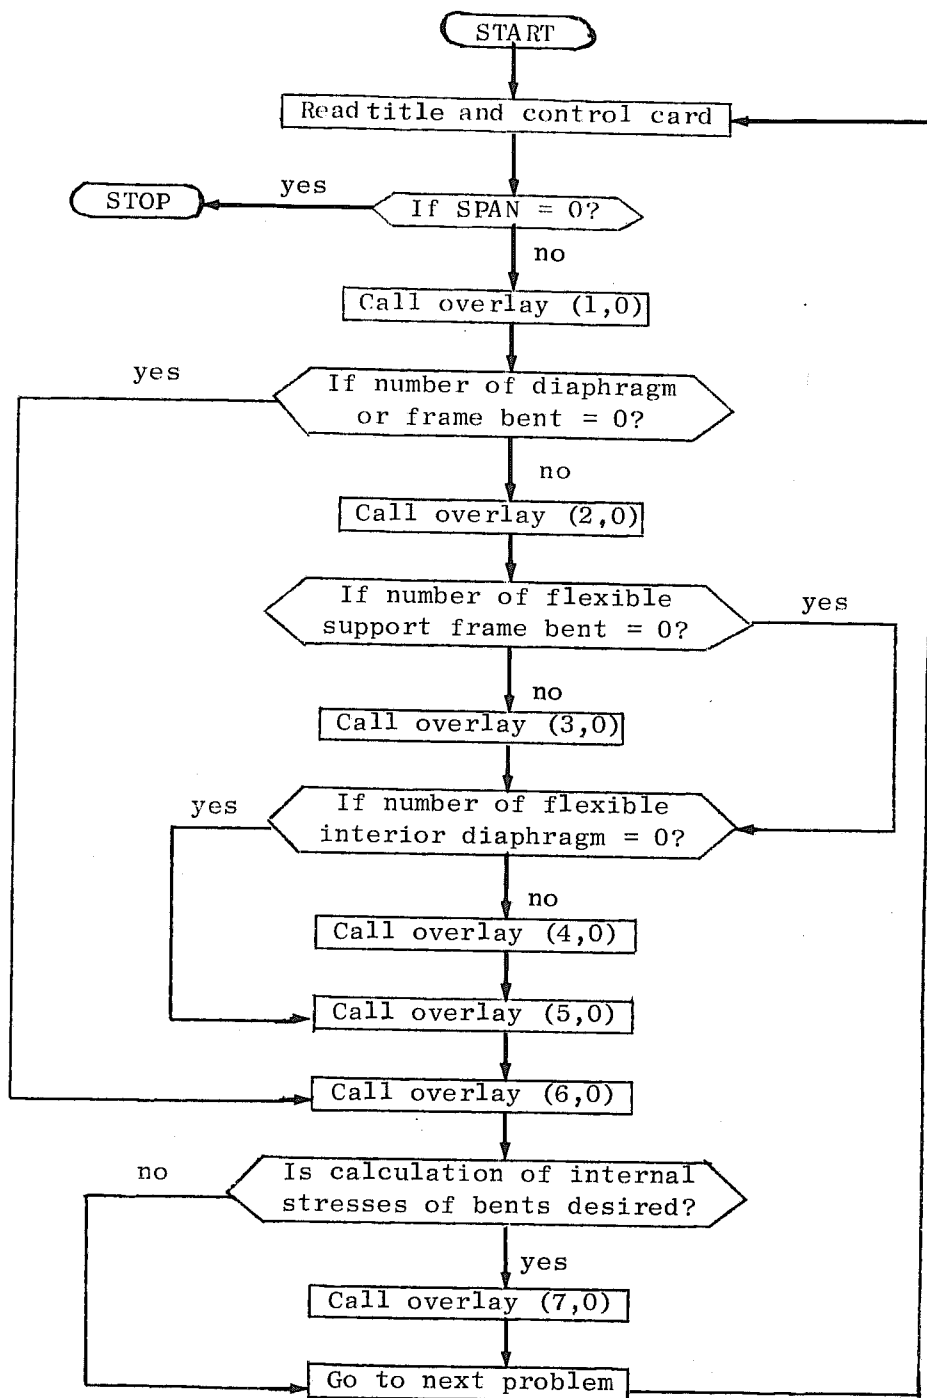 START
Read title and control card
yes
STOP
If SPAN = 0?
no
Call overlay (1,0)
yes
If number of diaphragm
or frame bent = 0?
no
Call overlay (2,0)
If number of flexible
support frame bent = 0?
yes
no
Call overlay (3,0)
yes
If number of flexible
interior diaphragm = 0?
no
Call overlay (4,0)
Call overlay (5,0)
Call overlay (6,0)
no
Is calculation of internal
stresses of bents desired?
yes
Call overlay (7,0)
Go to next problem